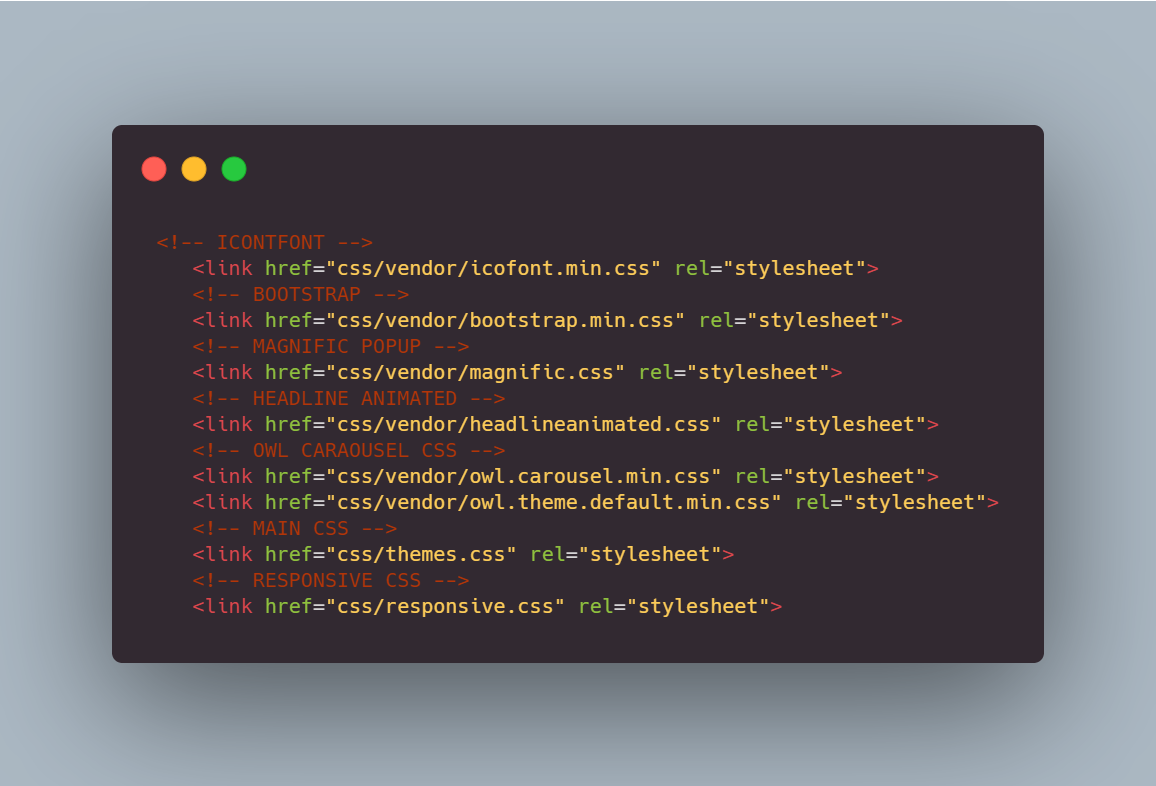 <!-- ICONTFONT -->
<link href="css/vendor/icofont.min.css" rel="stylesheet">
<!-- BOOTSTRAP -->
<link href="css/vendor/bootstrap.min.css" rel="stylesheet">
<!-- MAGNIFIC POPUP -->
<link href="css/vendor/magnific.css" rel="stylesheet">
<!-- HEADLINE ANIMATED -->
<link href="css/vendor/headlineanimated.css" rel="stylesheet">
<!-- OWL CARAOUSEL CSS -->
<link href="css/vendor/owl.carousel.min.css" rel="stylesheet">
<link href="css/vendor/owl.theme.default.min.css" rel="stylesheet">
<!-- MAIN CSS -->
<link href="css/themes.css" rel="stylesheet">
<!-- RESPONSIVE CSS -->
<link href="css/responsive.css" rel="stylesheet">